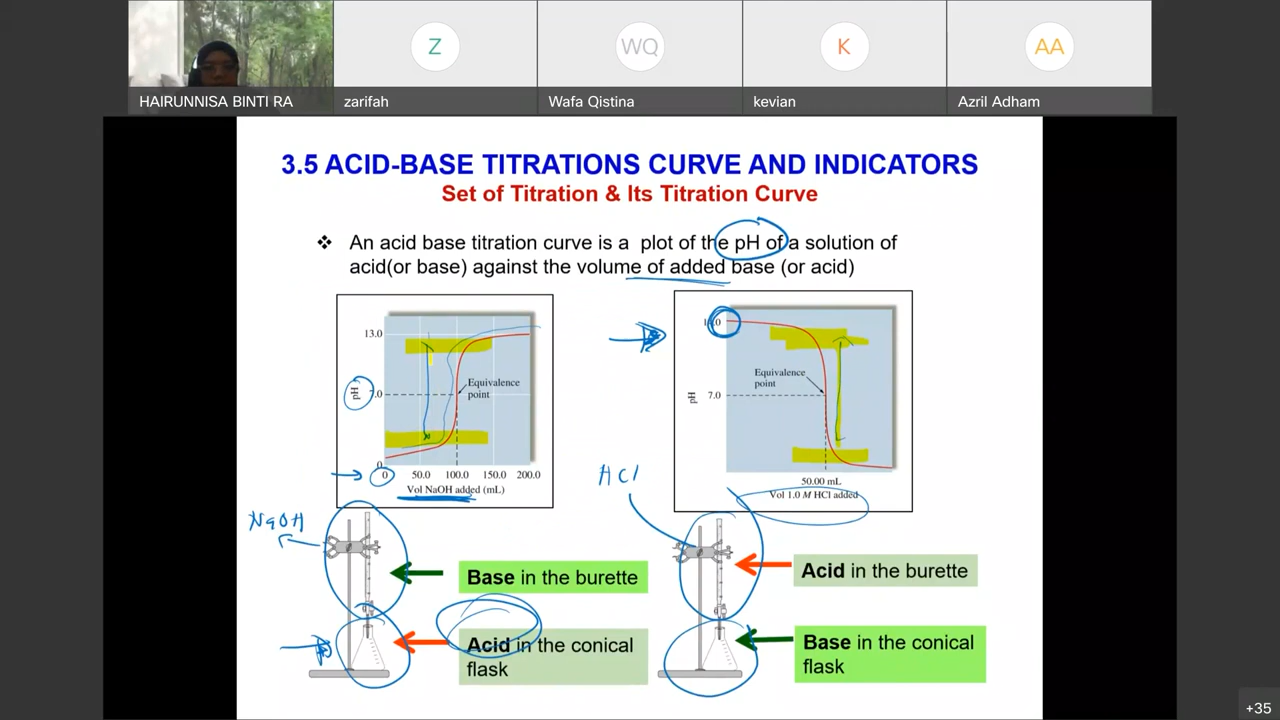 Z
WQ
K
AA
HAIRUNNISA BINTI RA
zarifah
Wafa Qistina
kevian
Azril Adham
3.5 ACID-BASE TITRATIONS CURVE AND INDICATORS
Set of Titration & Its Titration Curve
❖ An acid base titration curve is a plot of the pH of a solution of
acid(or base) against the volume of added base (or acid)
13.0
Equivalence
point
pH
7.0
0
0 50.0 100.0 150.0 200.0
Vol NaOH added (mL)
Equivalence
point
pH
7.0
50.00 mL
Vol 1.0 M HCl added
NaOH
HCl
Base in the burette
Acid in the conical
flask
Acid in the burette
Base in the conical
flask
+35